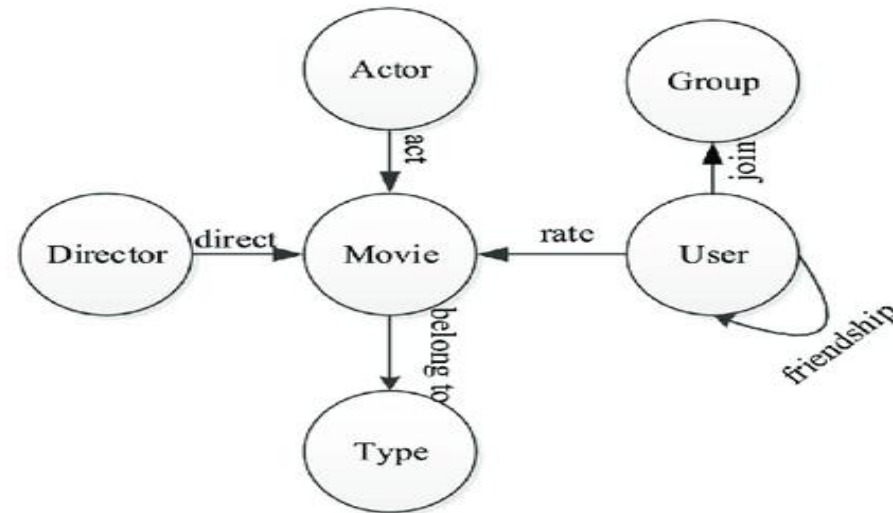 Actor
Group
act
join
Director
direct
Movie
rate
User
belong to
friendship
Type